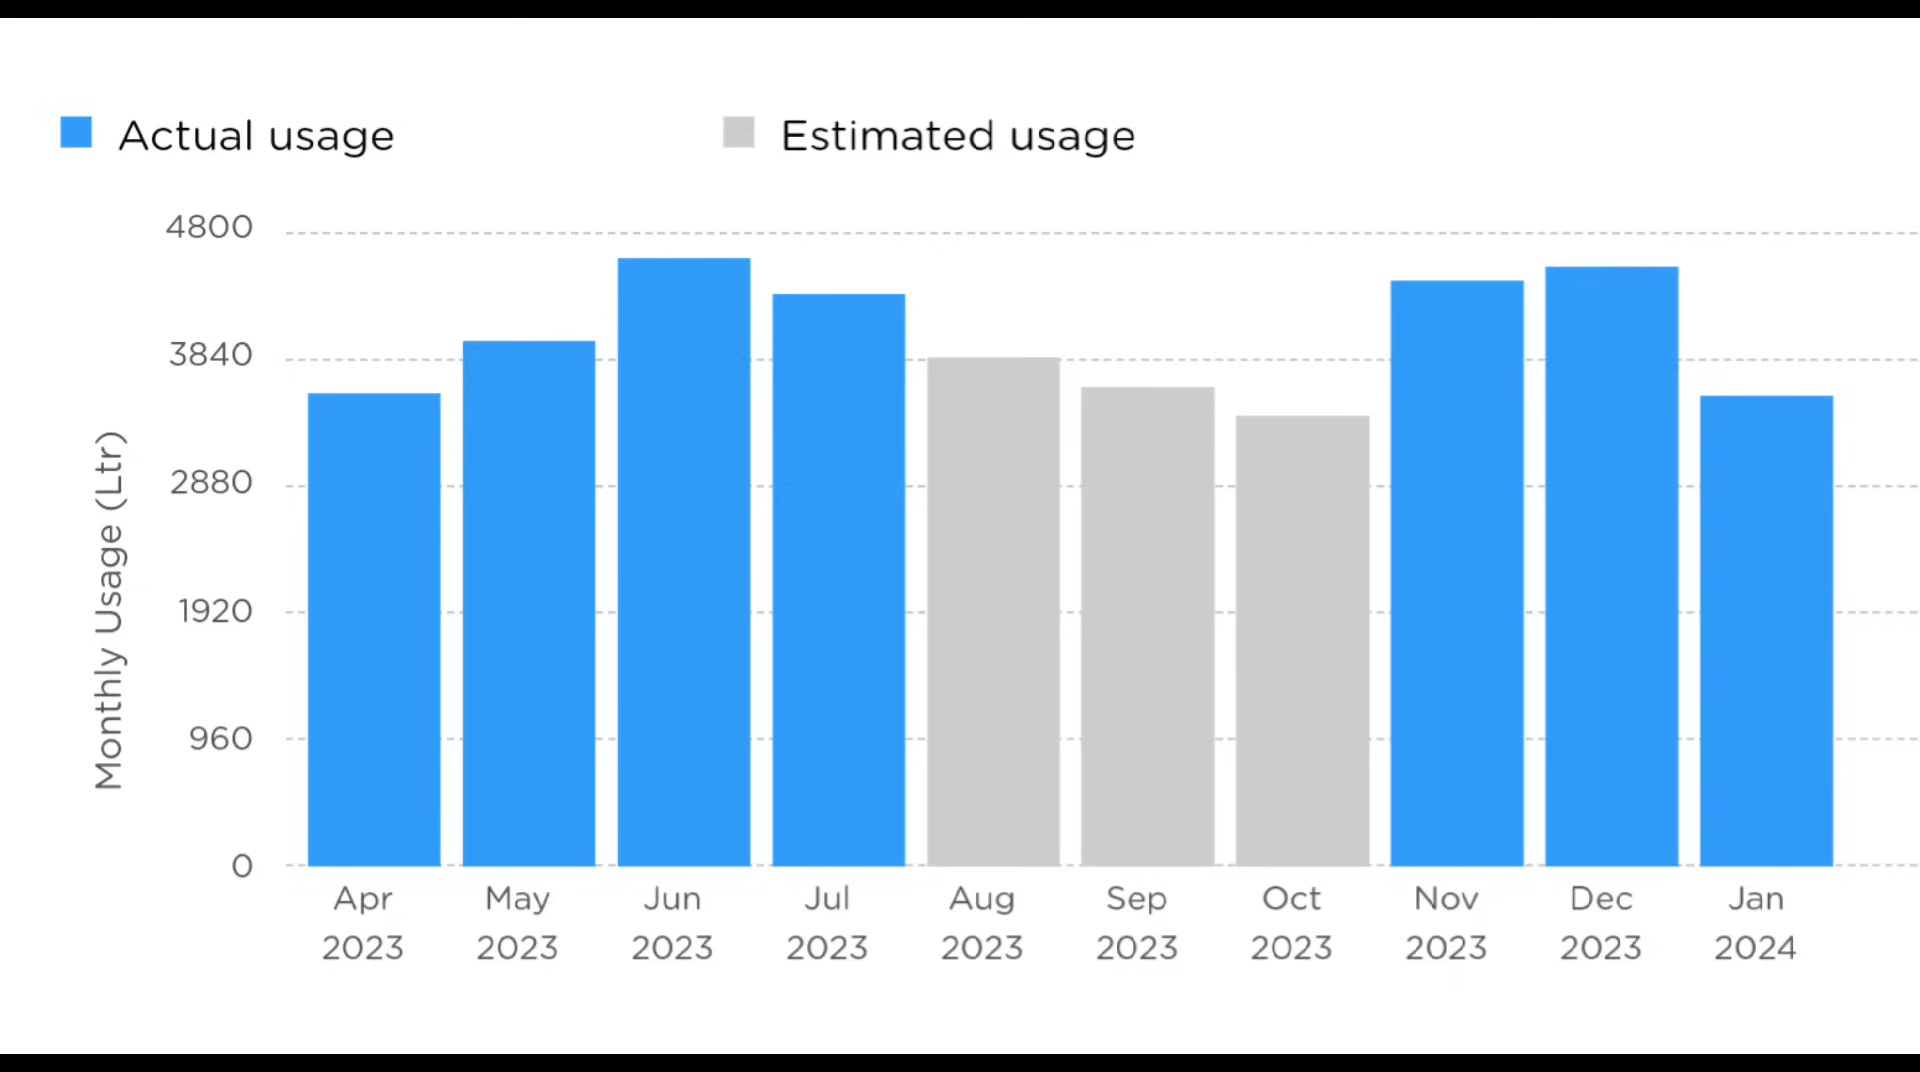 Actual usage
Estimated usage
4800
3840
2880
1920
960
0
Monthly Usage (Ltr)
Apr 2023
May 2023
Jun 2023
Jul 2023
Aug 2023
Sep 2023
Oct 2023
Nov 2023
Dec 2023
Jan 2024